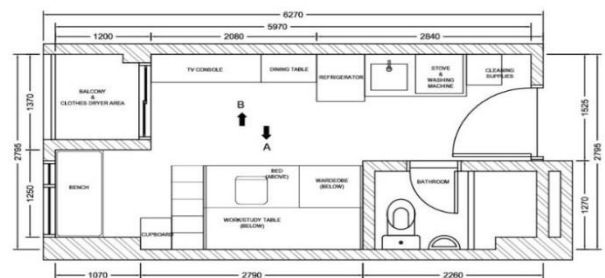 6270
5970
1200
2080
2840
TV CONSOLE
DINING TABLE
REFRIGERATOR
STOVE
&
WASHING
MACHINE
CLEANING
SUPPLIES
BALCONY
&
CLOTHES DRYER AREA
2795
1370
1250
B
A
1525
1270
2795
BENCH
BED
(ABOVE)
WARDROBE
(BELOW)
BATHROOM
WORK/STUDY TABLE
(BELOW)
CUPBOARD
1070
2790
2260